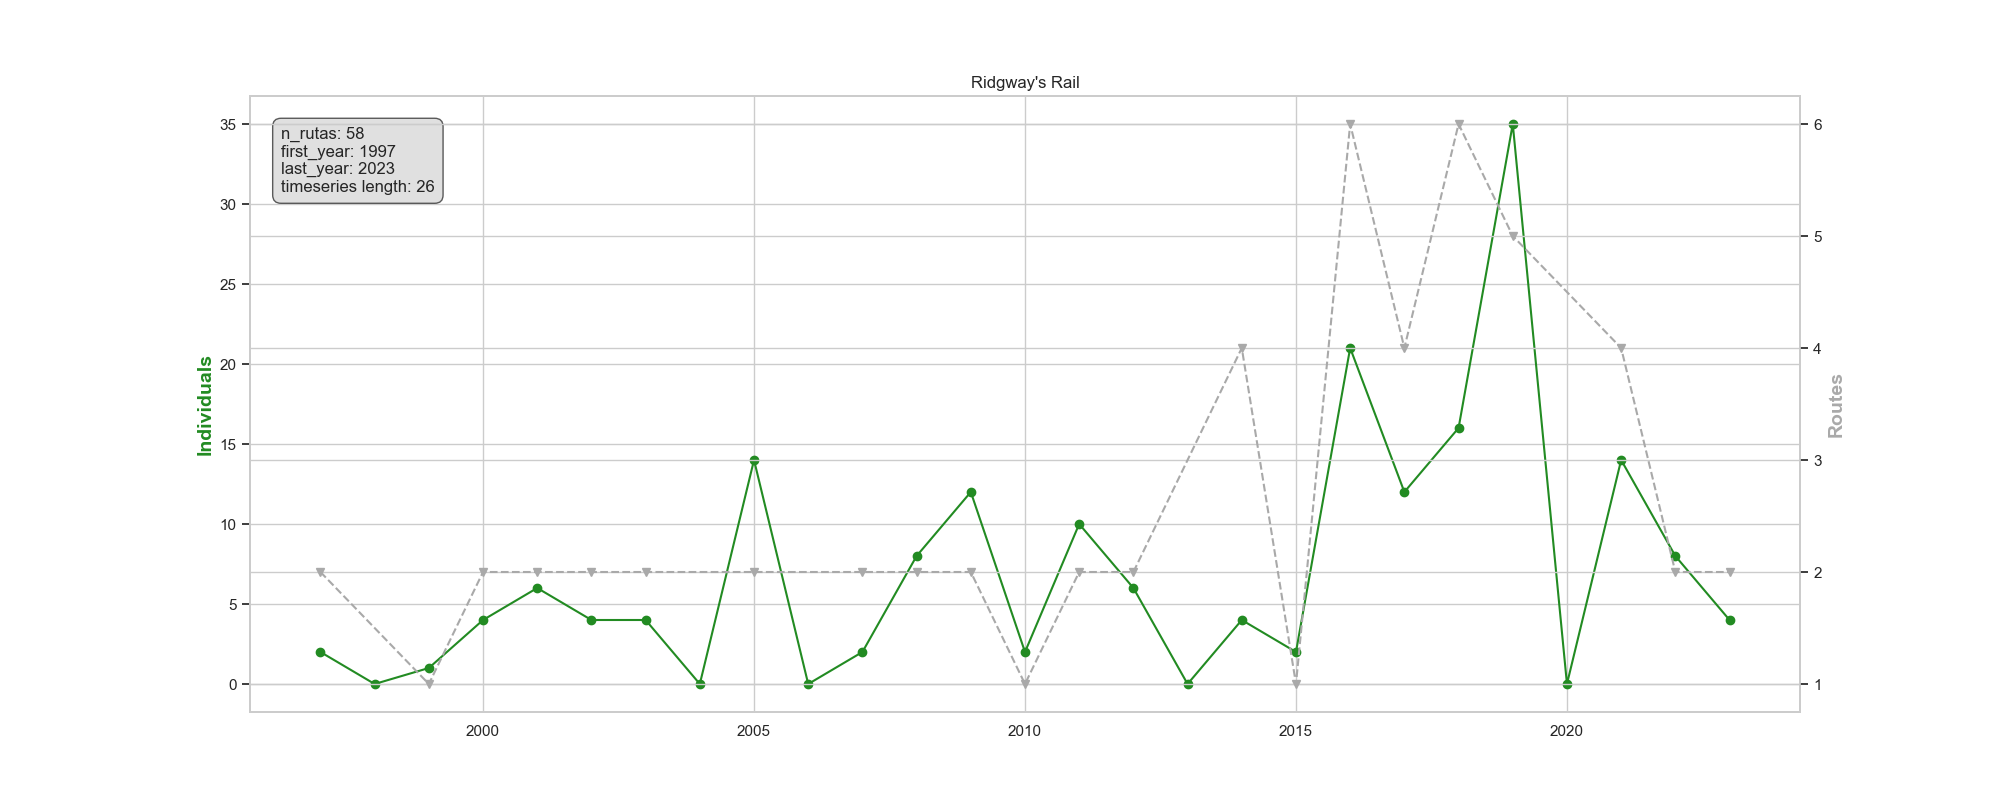 Ridgway's Rail
n_rutas: 58
first_year: 1997
last_year: 2023
timeseries length: 26
35
30
25
20
15
10
5
0
Individuals
6
5
4
3
2
1
Routes
2000
2005
2010
2015
2020